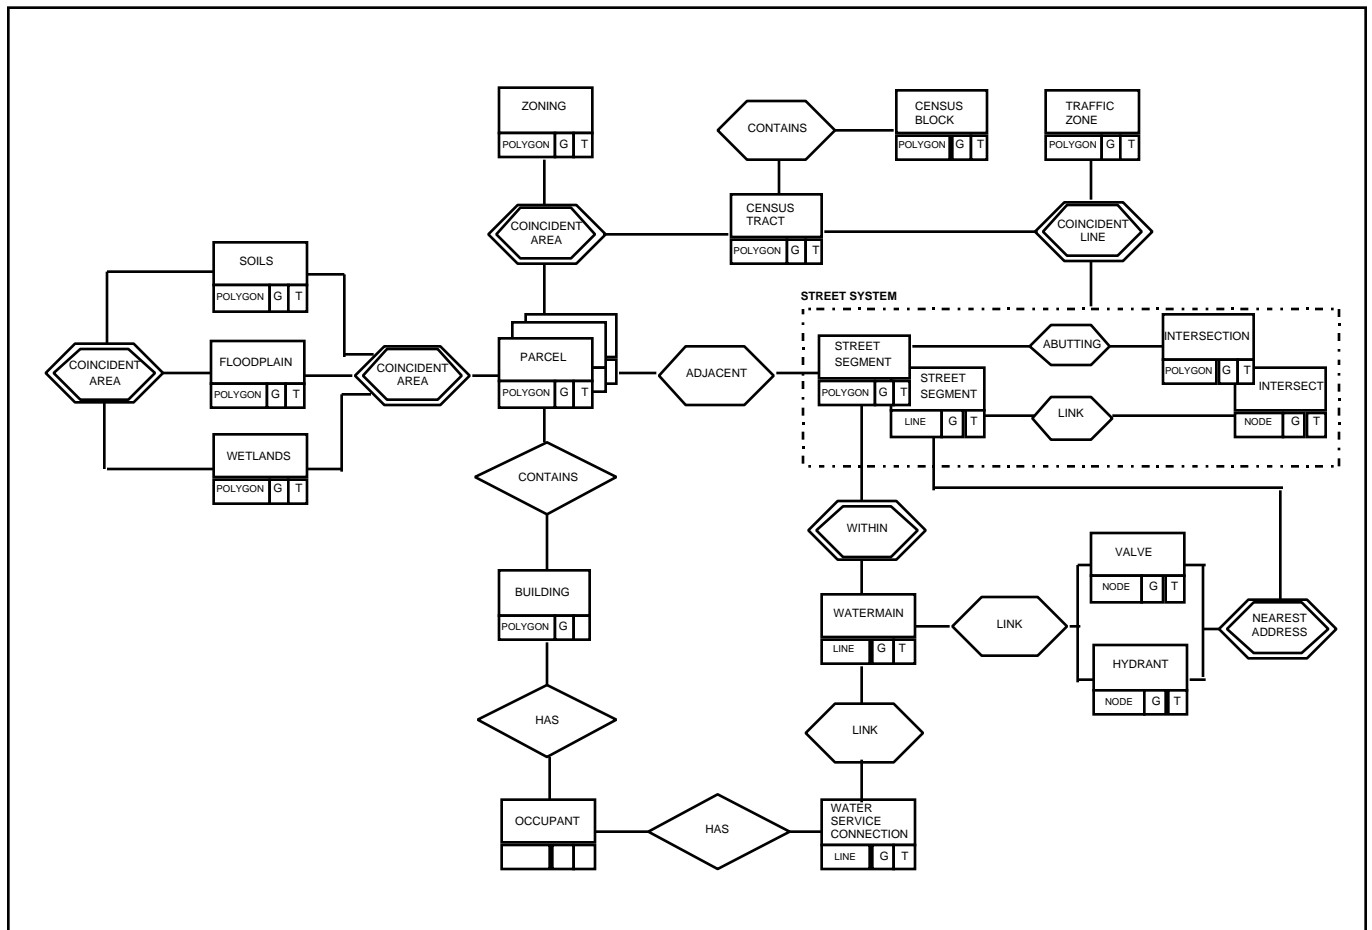 ZONING
POLYGON G T
CONTAINS
CENSUS
BLOCK
POLYGON G T
TRAFFIC
ZONE
POLYGON G T
COINCIDENT
AREA
CENSUS
TRACT
POLYGON G T
COINCIDENT
LINE
SOILS
POLYGON G T
STREET SYSTEM
COINCIDENT
AREA
FLOODPLAIN
POLYGON G T
COINCIDENT
AREA
PARCEL
POLYGON G T
ADJACENT
STREET
SEGMENT
POLYGON G T
STREET
SEGMENT
LINE G T
ABUTTING
INTERSECTION
POLYGON G T
LINK
INTERSECT
NODE G T
WETLANDS
POLYGON G T
CONTAINS
WITHIN
VALVE
NODE G T
BUILDING
POLYGON G
WATERMAIN
LINE G T
LINK
NEAREST
ADDRESS
HYDRANT
NODE G T
HAS
LINK
OCCUPANT
HAS
WATER
SERVICE
CONNECTION
LINE G T